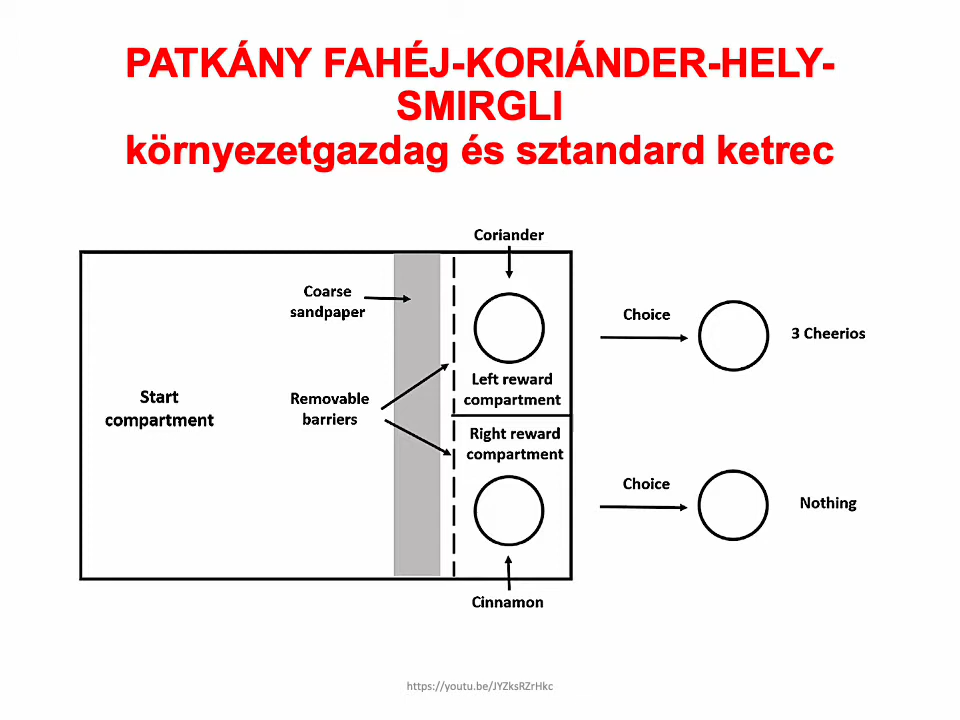 PATKÁNY FAHÉJ-KORIÁNDER-HELY-
SMIRGLI
környezetgazdag és sztandard ketrec
Coriander
Coarse
sandpaper
Choice
3 Cheerios
Left reward
compartment
Start
compartment
Removable
barriers
Right reward
compartment
Choice
Nothing
Cinnamon
https://youtu.be/JYZksRZrHkc